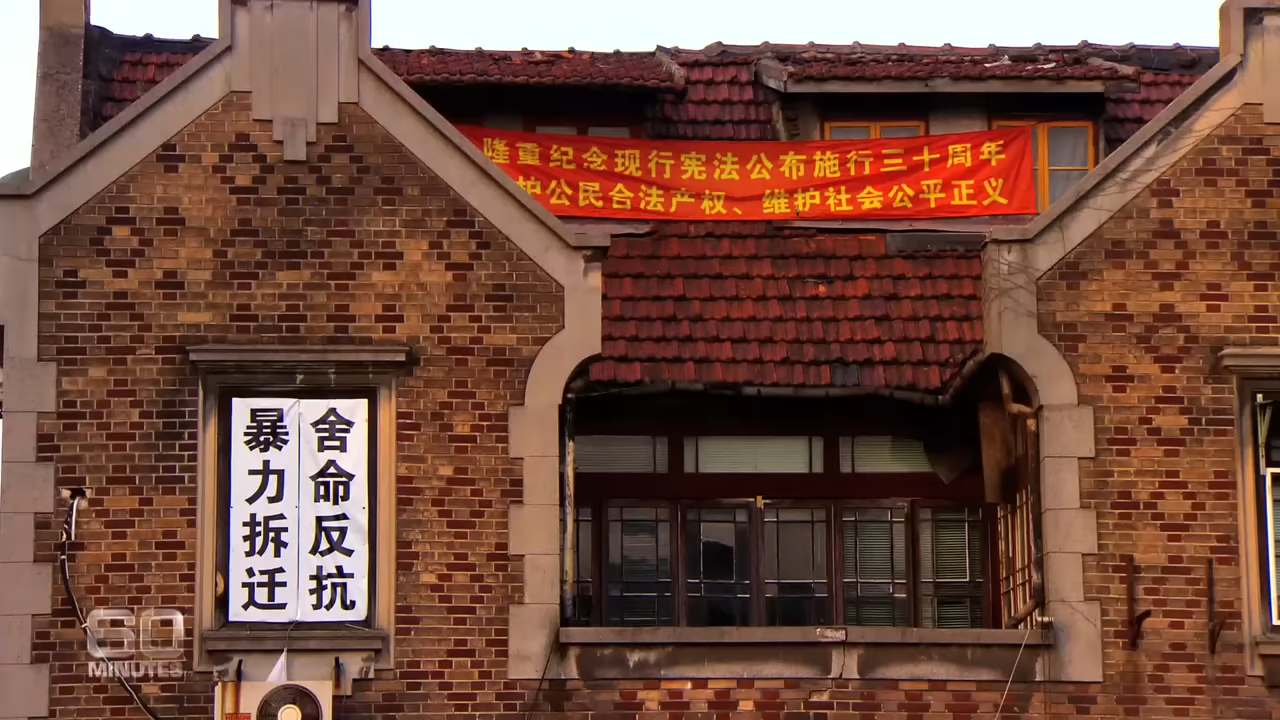 隆重纪念现行宪法公布施行三十周年
护公民合法产权、维护社会公平正义
暴力拆迁
舍命反抗
60
MINUTES